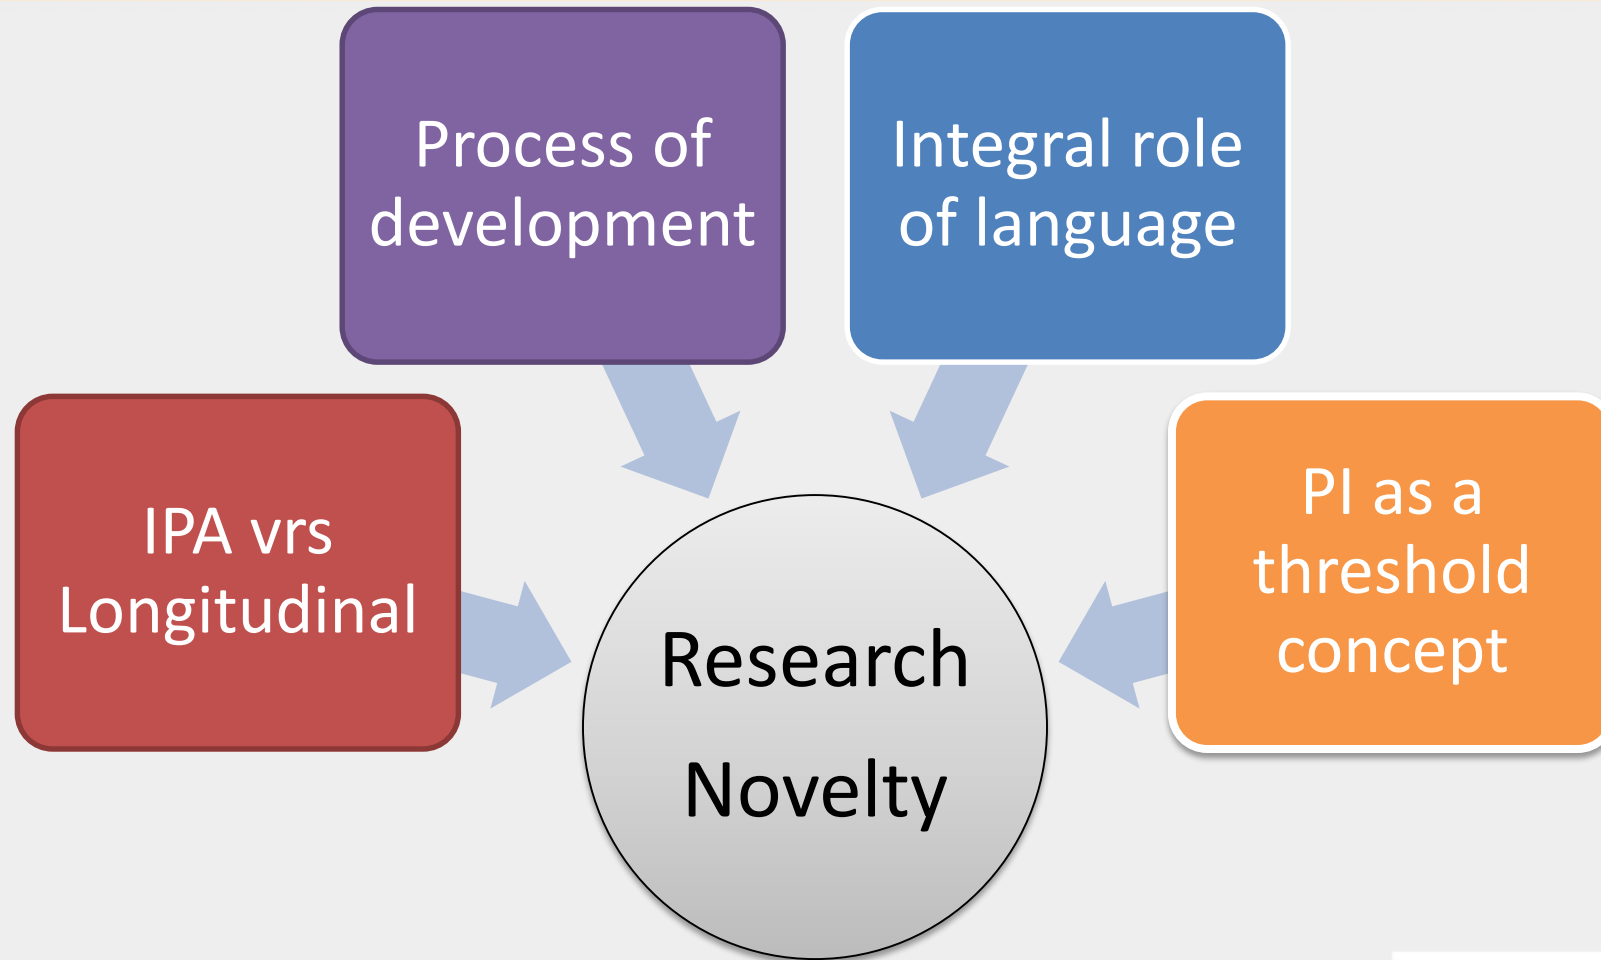 Process of
development
Integral role
of language
IPA vrs
Longitudinal
PI as a
threshold
concept
Research
Novelty